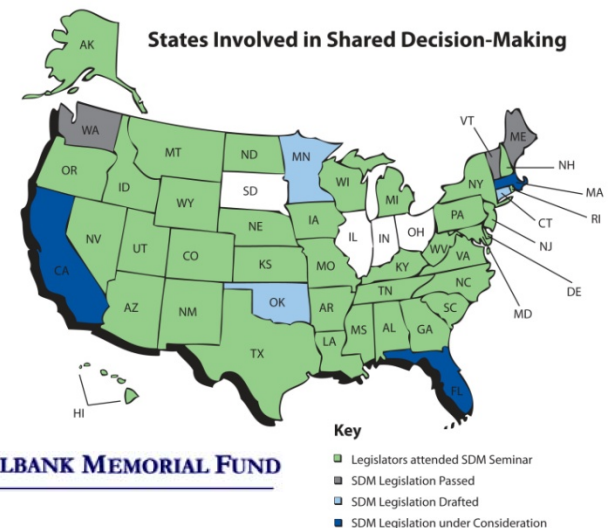 States Involved in Shared Decision-Making
AK
WA
MT
ND
MN
VT
ME
OR
ID
SD
WI
NH
WY
MI
NY
MA
NE
IA
PA
RI
NV
UT
CO
IL
IN
OH
CT
CA
KS
MO
WV
VA
NJ
KY
DE
AZ
NM
OK
AR
TN
NC
MD
SC
TX
LA
MS
AL
GA
FL
HI
LBANK MEMORIAL FUND
Key
Legislators attended SDM Seminar
SDM Legislation Passed
SDM Legislation Drafted
SDM Legislation under Consideration